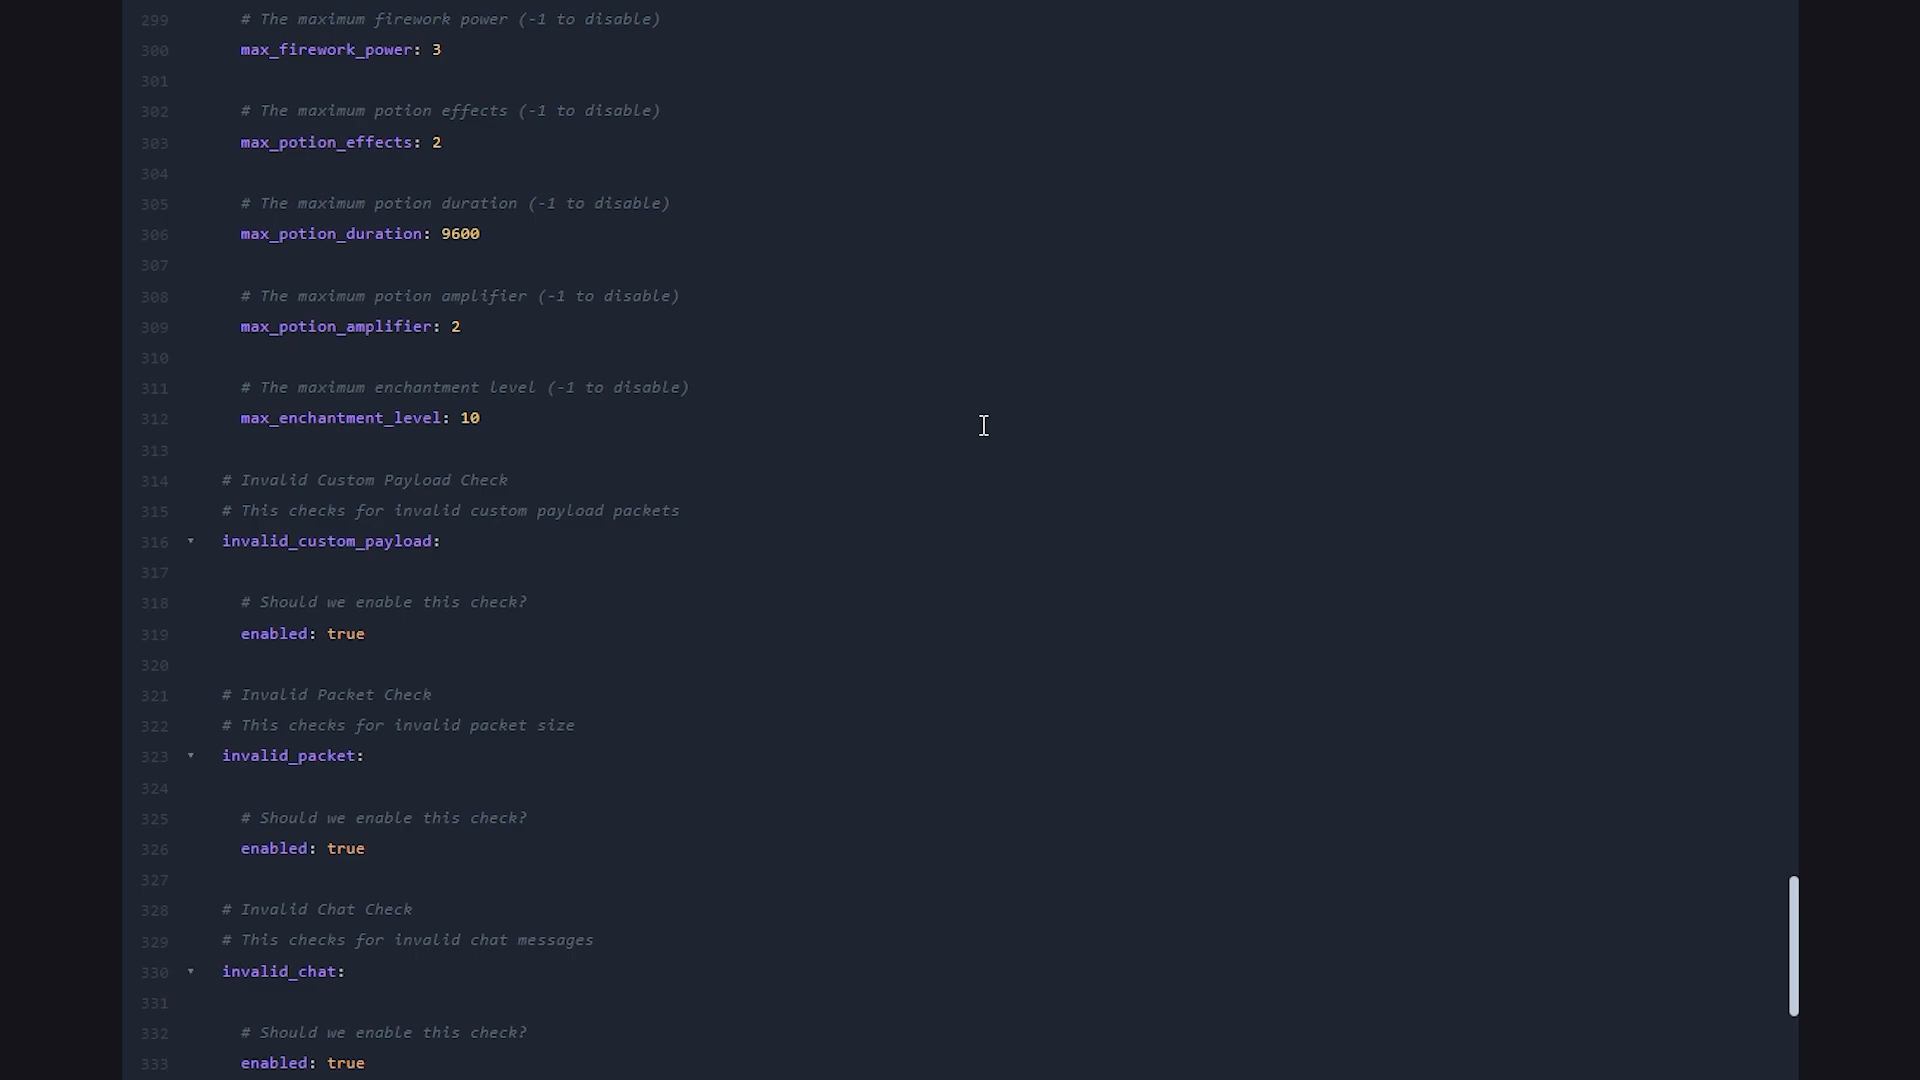 299 # The maximum firework power (-1 to disable)
300 max_firework_power: 3
301
302 # The maximum potion effects (-1 to disable)
303 max_potion_effects: 2
304
305 # The maximum potion duration (-1 to disable)
306 max_potion_duration: 9600
307
308 # The maximum potion amplifier (-1 to disable)
309 max_potion_amplifier: 2
310
311 # The maximum enchantment level (-1 to disable)
312 max_enchantment_level: 10
313
314 # Invalid Custom Payload Check
315 # This checks for invalid custom payload packets
316 invalid_custom_payload:
317
318 # Should we enable this check?
319 enabled: true
320
321 # Invalid Packet Check
322 # This checks for invalid packet size
323 invalid_packet:
324
325 # Should we enable this check?
326 enabled: true
327
328 # Invalid Chat Check
329 # This checks for invalid chat messages
330 invalid_chat:
331
332 # Should we enable this check?
333 enabled: true